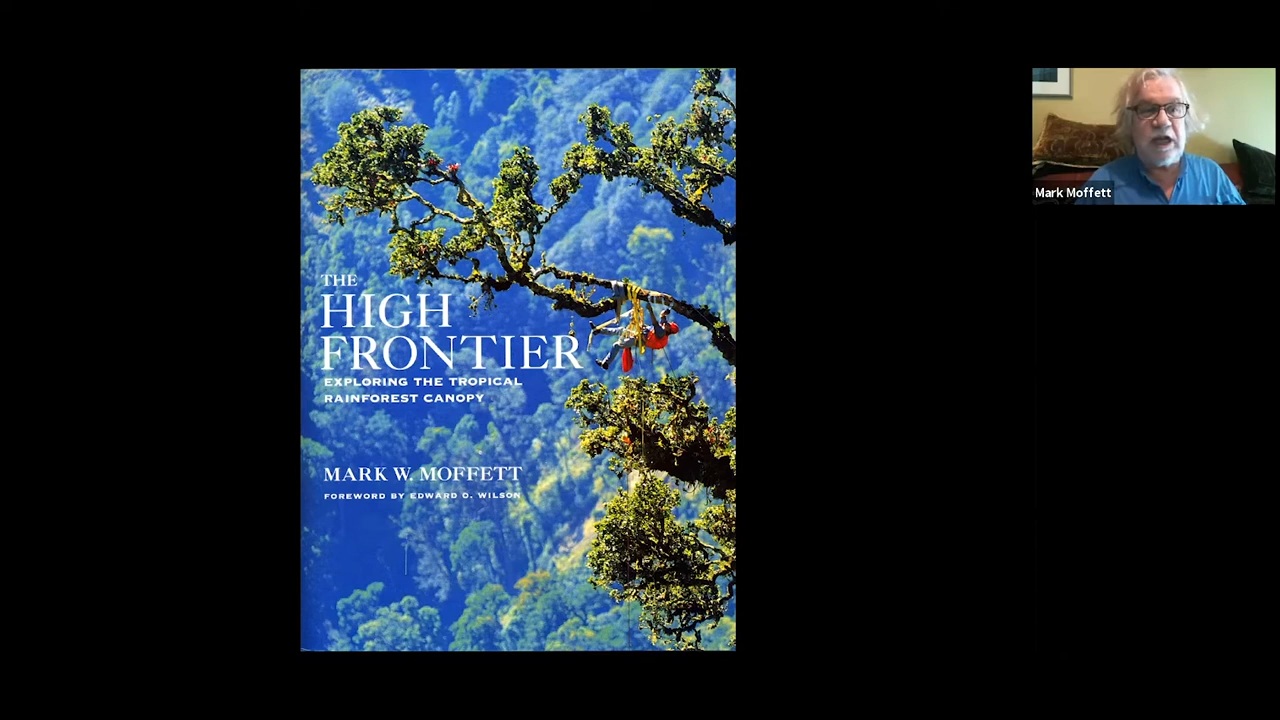 THE
HIGH
FRONTIER
EXPLORING THE TROPICAL
RAINFOREST CANOPY
MARK W. MOFFETT
FOREWORD BY EDWARD O. WILSON
Mark Moffett